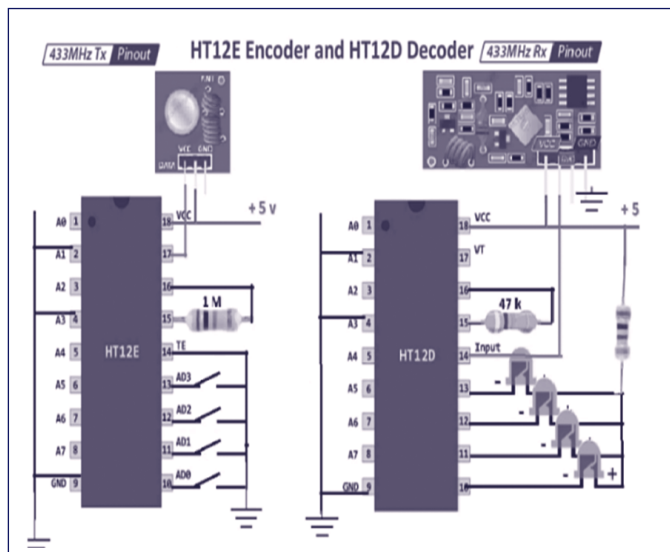 433MHz Tx Pinout HT12E Encoder and HT12D Decoder 433MHz Rx Pinout
ANT
VCC GND
DATA
VCC GND
A0 1 18 VCC + 5 v
A1 2 17
A2 3 16
1 M
A3 4 15
A4 5 HT12E 14 TE
A5 6 13 AD3
A6 7 12 AD2
A7 8 11 AD1
GND 9 10 AD0
A0 1 18 VCC + 5
A1 2 17 VT
A2 3 16
47 k
A3 4 15
A4 5 HT12D 14 Input
A5 6 13 -
A6 7 12 -
A7 8 11 -
GND 9 10 - +